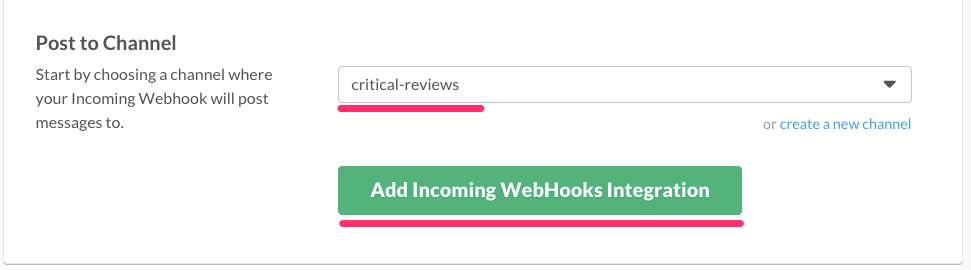 Post to Channel
Start by choosing a channel where
your Incoming Webhook will post
messages to.
critical-reviews
or create a new channel
Add Incoming WebHooks Integration